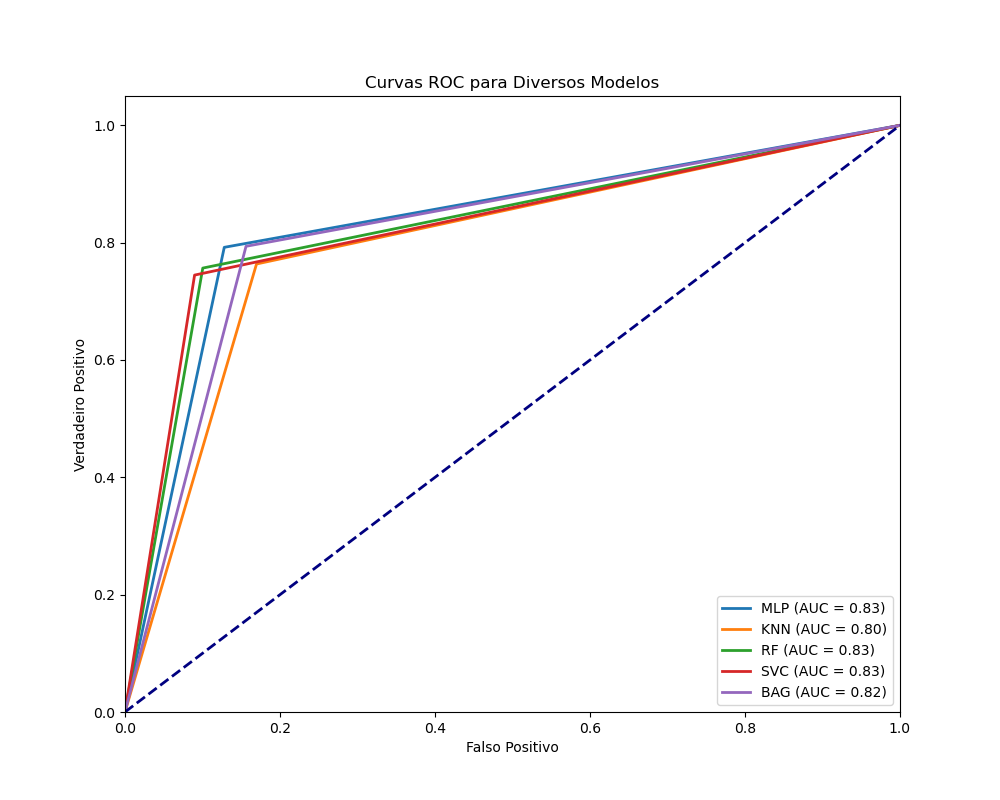 Curvas ROC para Diversos Modelos
Verdadeiro Positivo
1.0
0.8
0.6
0.4
0.2
0.0
0.0 0.2 0.4 0.6 0.8 1.0
Falso Positivo
MLP (AUC = 0.83)
KNN (AUC = 0.80)
RF (AUC = 0.83)
SVC (AUC = 0.83)
BAG (AUC = 0.82)